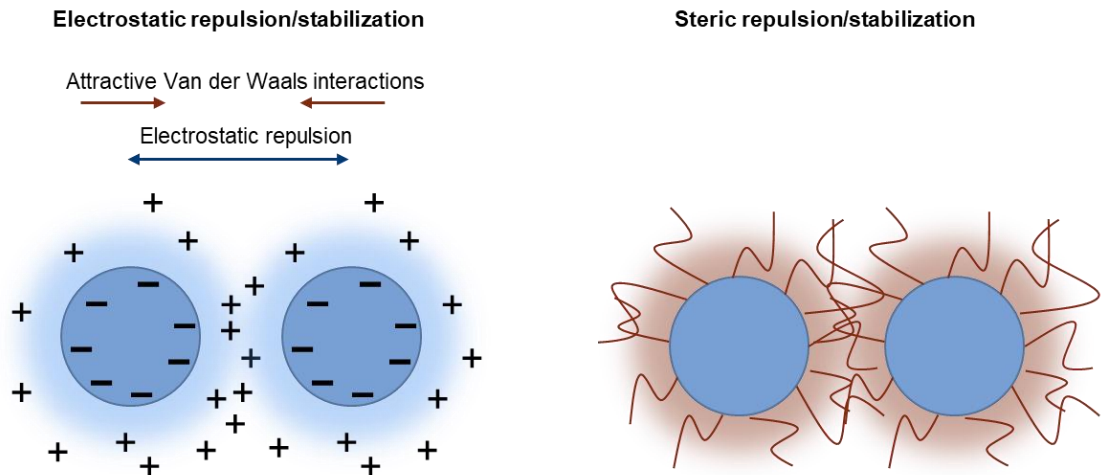 Electrostatic repulsion/stabilization
Steric repulsion/stabilization
Attractive Van der Waals interactions
Electrostatic repulsion